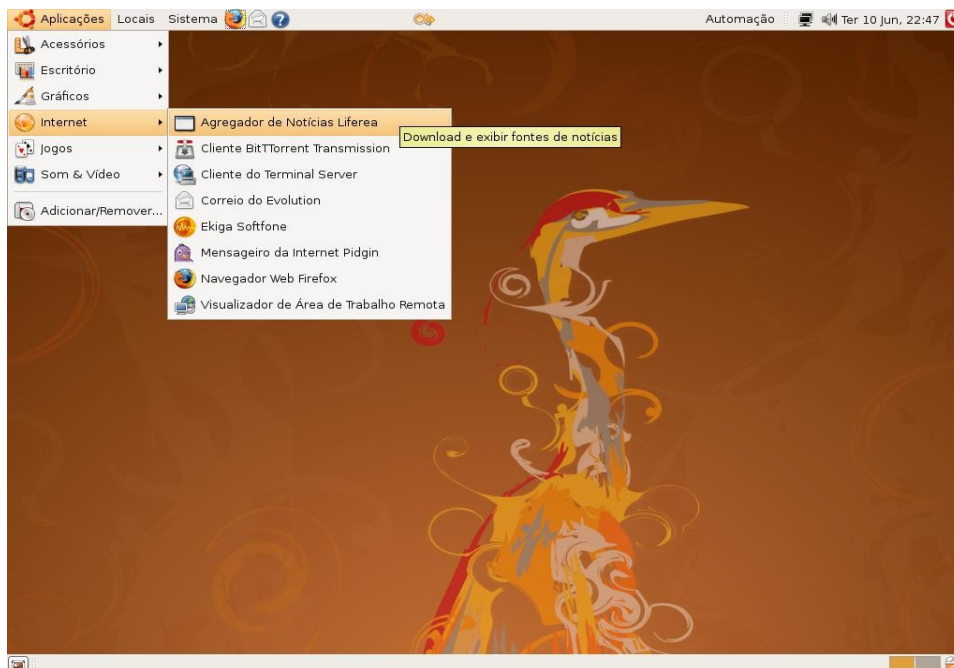 Aplicações Locais Sistema Automação Ter 10 Jun, 22:47
Acessórios
Escritório
Gráficos
Internet
Jogos
Som & Vídeo
Adicionar/Remover...
Agregador de Notícias Liferea
Download e exibir fontes de notícias
Cliente BitTTorrent Transmission
Cliente do Terminal Server
Correio do Evolution
Ekiga Softfone
Mensageiro da Internet Pidgin
Navegador Web Firefox
Visualizador de Área de Trabalho Remota